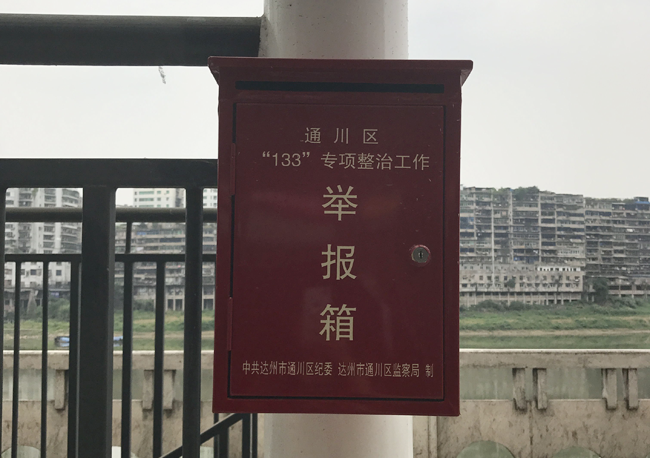 通川区
“133”专项整治工作
举
报
箱
中共达州市通川区纪委 达州市通川区监察局 制